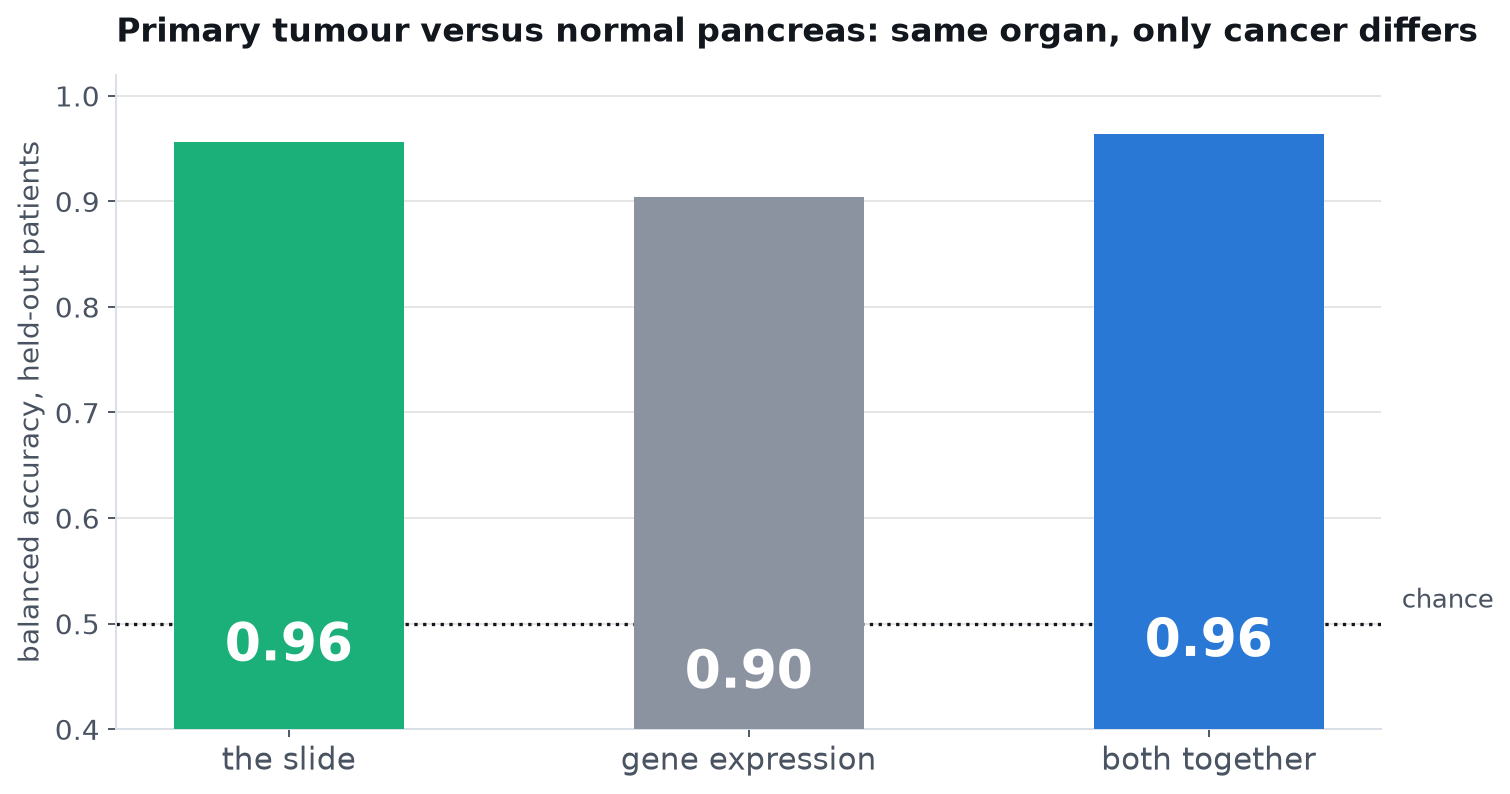 Primary tumour versus normal pancreas: same organ, only cancer differs
balanced accuracy, held-out patients
1.0
0.9
0.8
0.7
0.6
0.5
0.4
0.96
0.90
0.96
chance
the slide
gene expression
both together